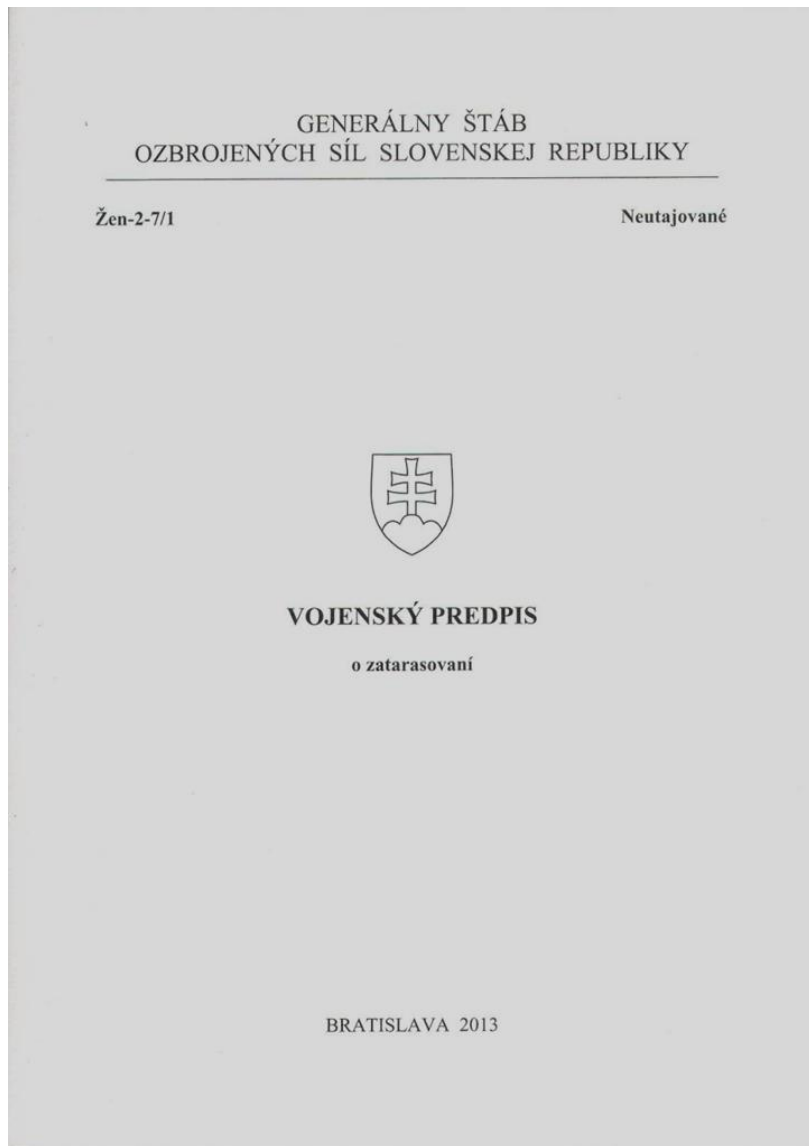 GENERÁLNY ŠTÁB
OZBROJENÝCH SÍL SLOVENSKEJ REPUBLIKY
Žen-2-7/1
Neutajované
VOJENSKÝ PREDPIS
o zatarasovaní
BRATISLAVA 2013